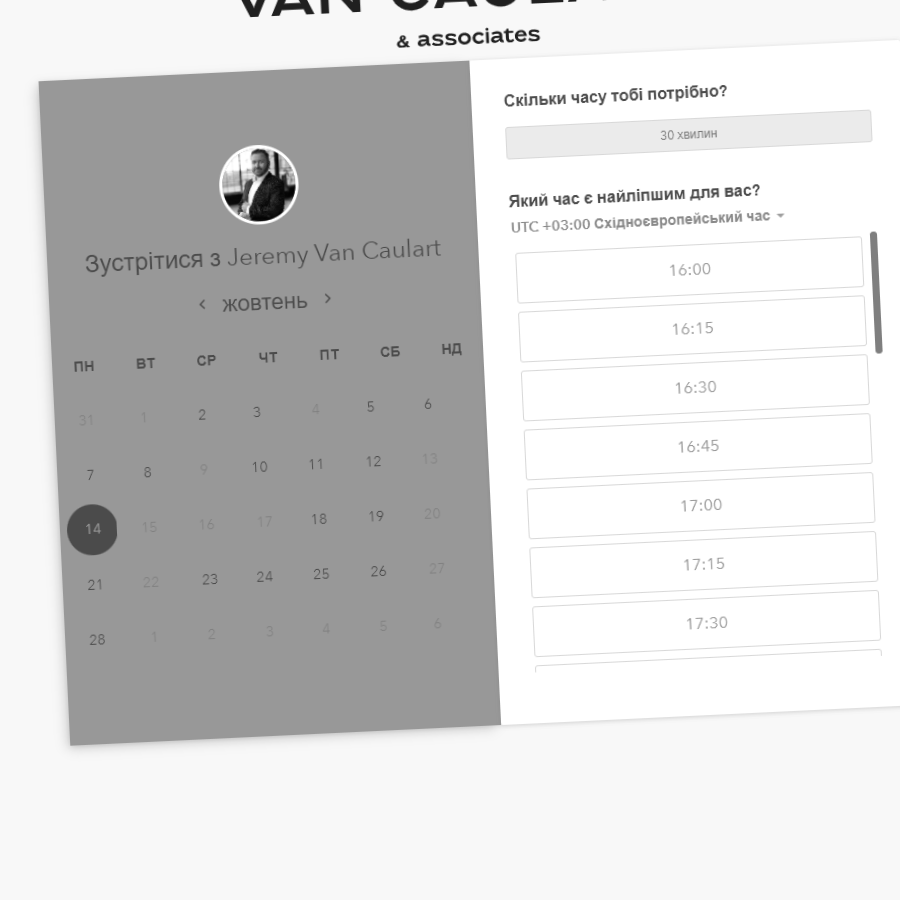 & associates
Зустрітися з Jeremy Van Caulart
‹ жовтень ›
ПН ВТ СР ЧТ ПТ СБ НД
31 1 2 3 4 5 6
7 8 9 10 11 12 13
14 15 16 17 18 19 20
21 22 23 24 25 26 27
28 1 2 3 4 5 6
Скільки часу тобі потрібно?
30 хвилин
Який час є найліпшим для вас?
UTC +03:00 Східноєвропейський час
16:00
16:15
16:30
16:45
17:00
17:15
17:30